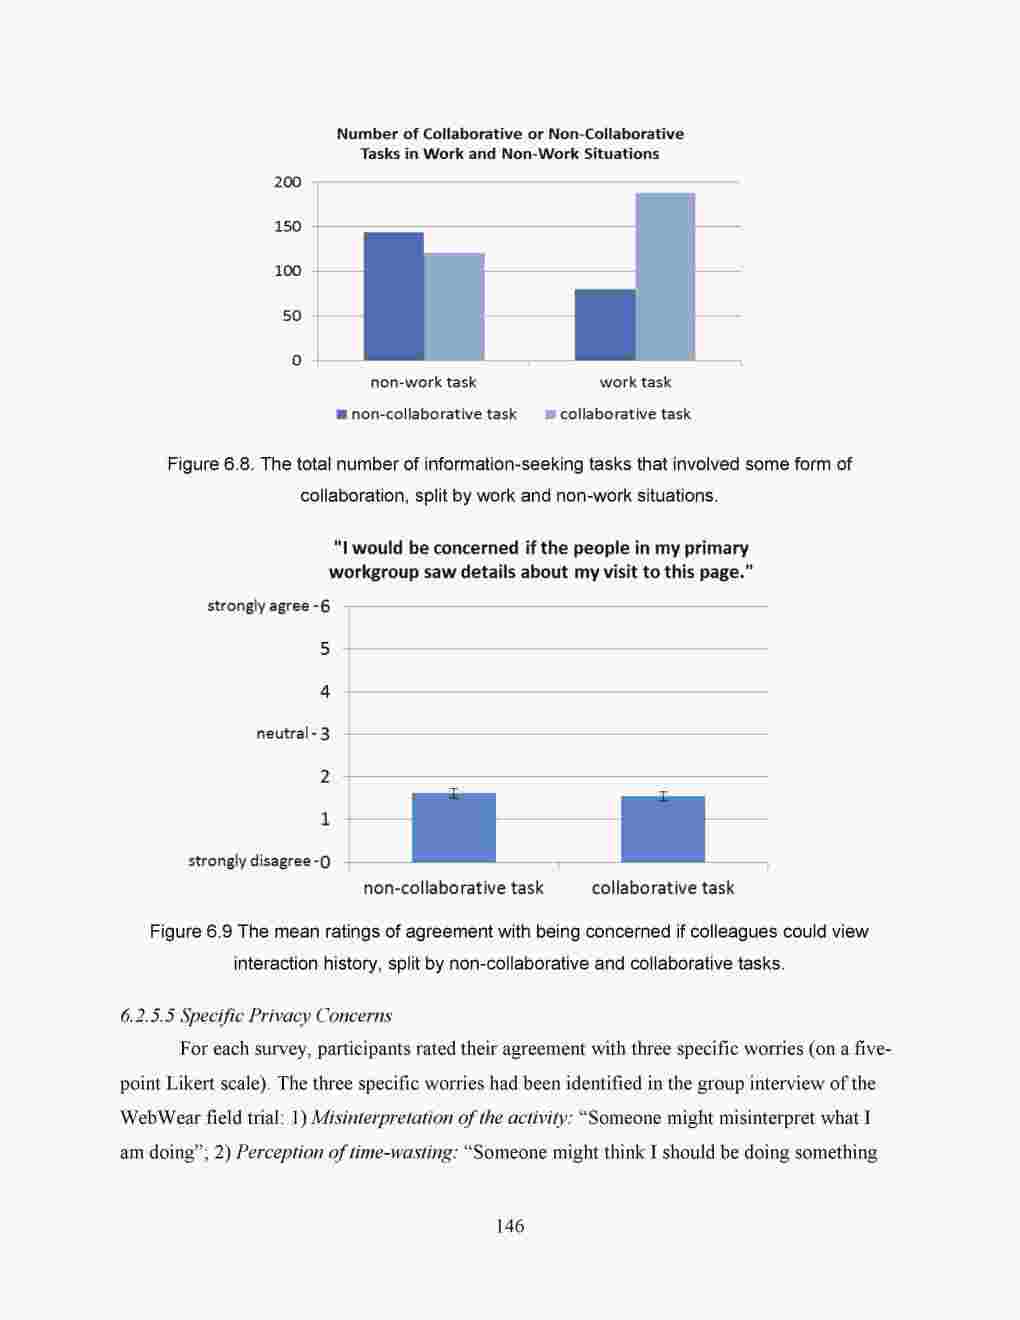 Number of Collaborative or Non-Collaborative
Tasks in Work and Non-Work Situations
200
150
100
50
0
non-work task work task
non-collaborative task collaborative task
Figure 6.8. The total number of information-seeking tasks that involved some form of
collaboration, split by work and non-work situations.
"I would be concerned if the people in my primary
workgroup saw details about my visit to this page."
strongly agree - 6
5
4
neutral - 3
2
1
strongly disagree - 0
non-collaborative task collaborative task
Figure 6.9 The mean ratings of agreement with being concerned if colleagues could view
interaction history, split by non-collaborative and collaborative tasks.
6.2.5.5 Specific Privacy Concerns
For each survey, participants rated their agreement with three specific worries (on a five-
point Likert scale). The three specific worries had been identified in the group interview of the
WebWear field trial: 1) Misinterpretation of the activity: “Someone might misinterpret what I
am doing”; 2) Perception of time-wasting: “Someone might think I should be doing something
146